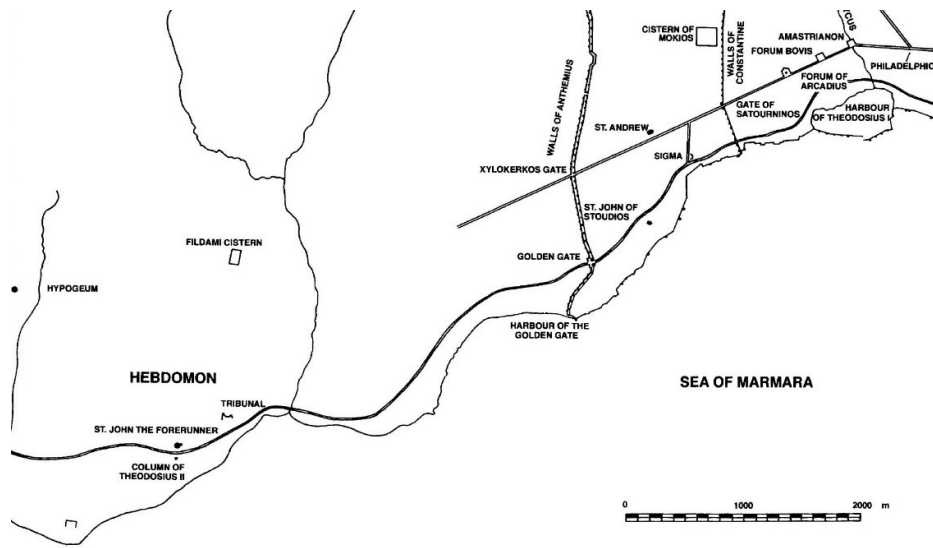 CISTERN OF
MOKIOS
WALLS OF
CONSTANTINE
CUS
AMASTRIANON
FORUM BOVIS
PHILADELPHIO
FORUM OF
ARCADIUS
HARBOUR
OF THEODOSIUS I
GATE OF
SATOURNINOS
WALLS OF ANTHEMIUS
ST. ANDREW
SIGMA
XYLOKERKOS GATE
ST. JOHN OF
STOUDIOS
FILDAMI CISTERN
GOLDEN GATE
HYPOGEUM
HARBOUR OF THE
GOLDEN GATE
HEBDOMON
SEA OF MARMARA
TRIBUNAL
ST. JOHN THE FORERUNNER
COLUMN OF
THEODOSIUS II
0 1000 2000 m